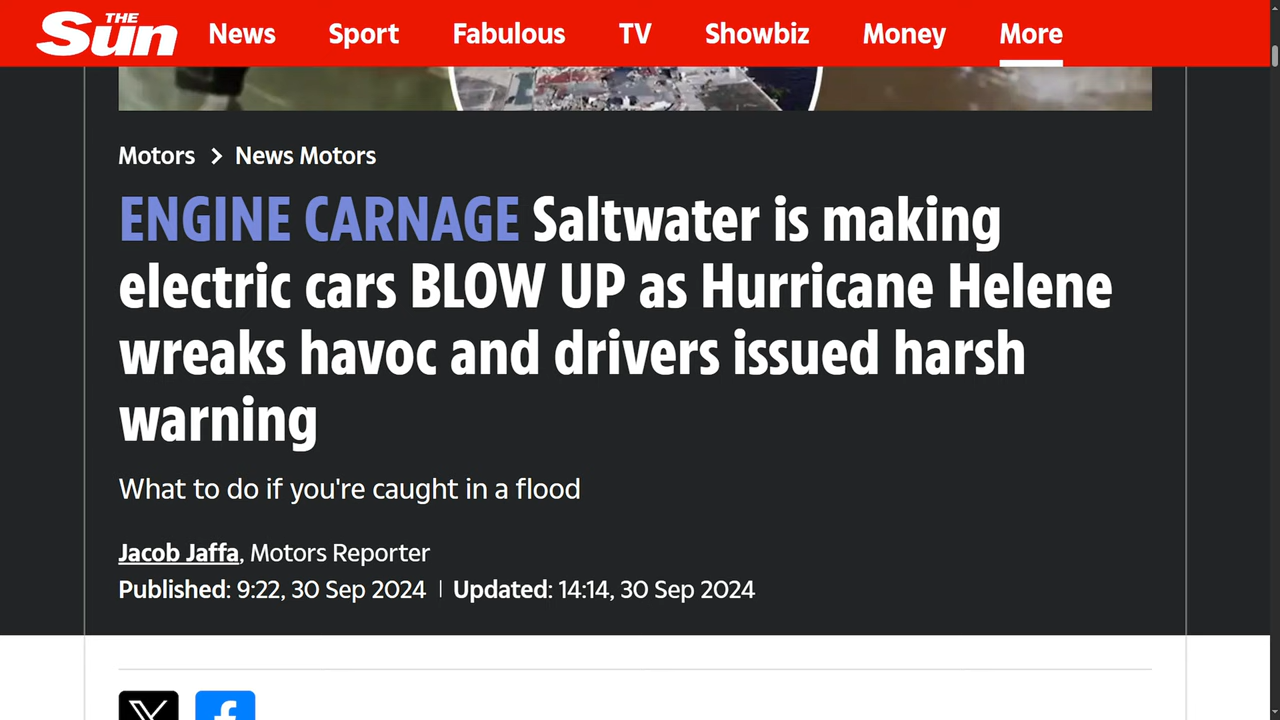 THE Sun
News Sport Fabulous TV Showbiz Money More
Motors > News Motors
ENGINE CARNAGE Saltwater is making
electric cars BLOW UP as Hurricane Helene
wreaks havoc and drivers issued harsh
warning
What to do if you're caught in a flood
Jacob Jaffa, Motors Reporter
Published: 9:22, 30 Sep 2024 | Updated: 14:14, 30 Sep 2024